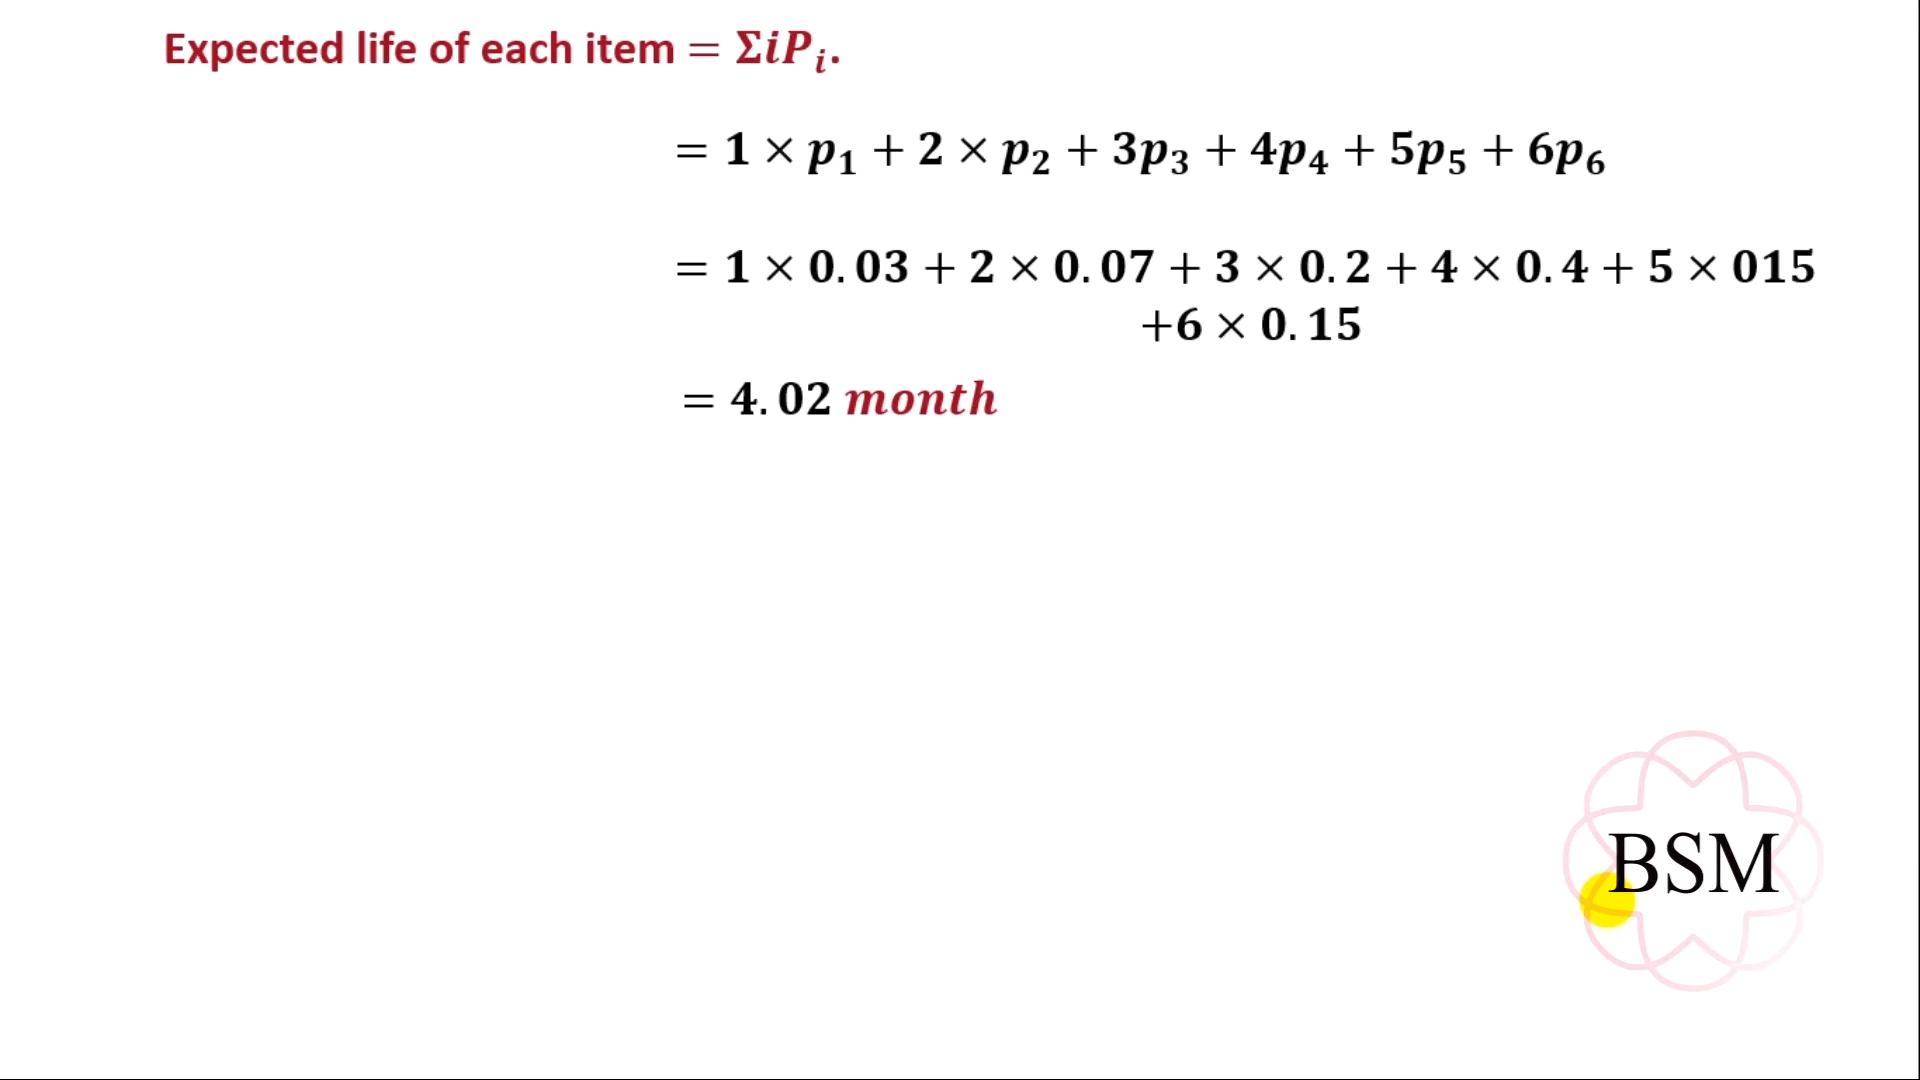 Expected life of each item = ΣiPᵢ.
= 1 × p₁ + 2 × p₂ + 3p₃ + 4p₄ + 5p₅ + 6p₆
= 1 × 0.03 + 2 × 0.07 + 3 × 0.2 + 4 × 0.4 + 5 × 015
+6 × 0.15
= 4.02 month
BSM